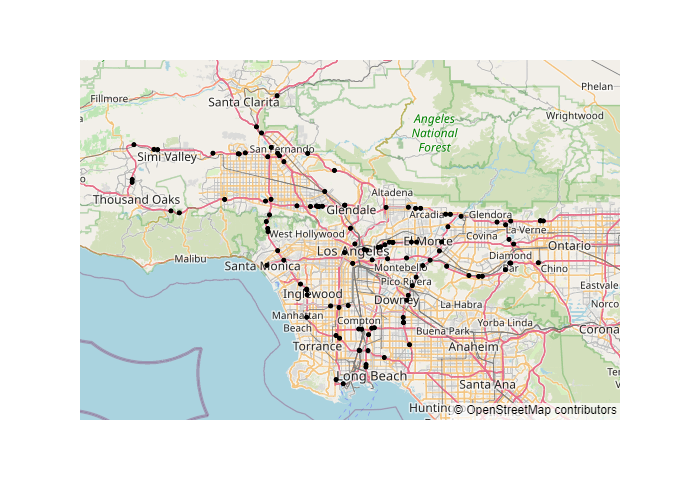 Phelan
Fillmore
Santa Clarita
Wrightwood
Angeles
National
Forest
San Fernando
Simi Valley
Altadena
Thousand Oaks
Glendale
Arcadia
Glendora
West Hollywood
Covina
La Verne
Los Angeles
El Monte
Ontario
Malibu
Santa Monica
Montebello
Diamond
Bar
Chino
Pico Rivera
Eastvale
Inglewood
Downey
La Habra
Norco
Manhattan
Beach
Compton
Buena Park
Yorba Linda
Corona
Torrance
Anaheim
Long Beach
Santa Ana
© OpenStreetMap contributors